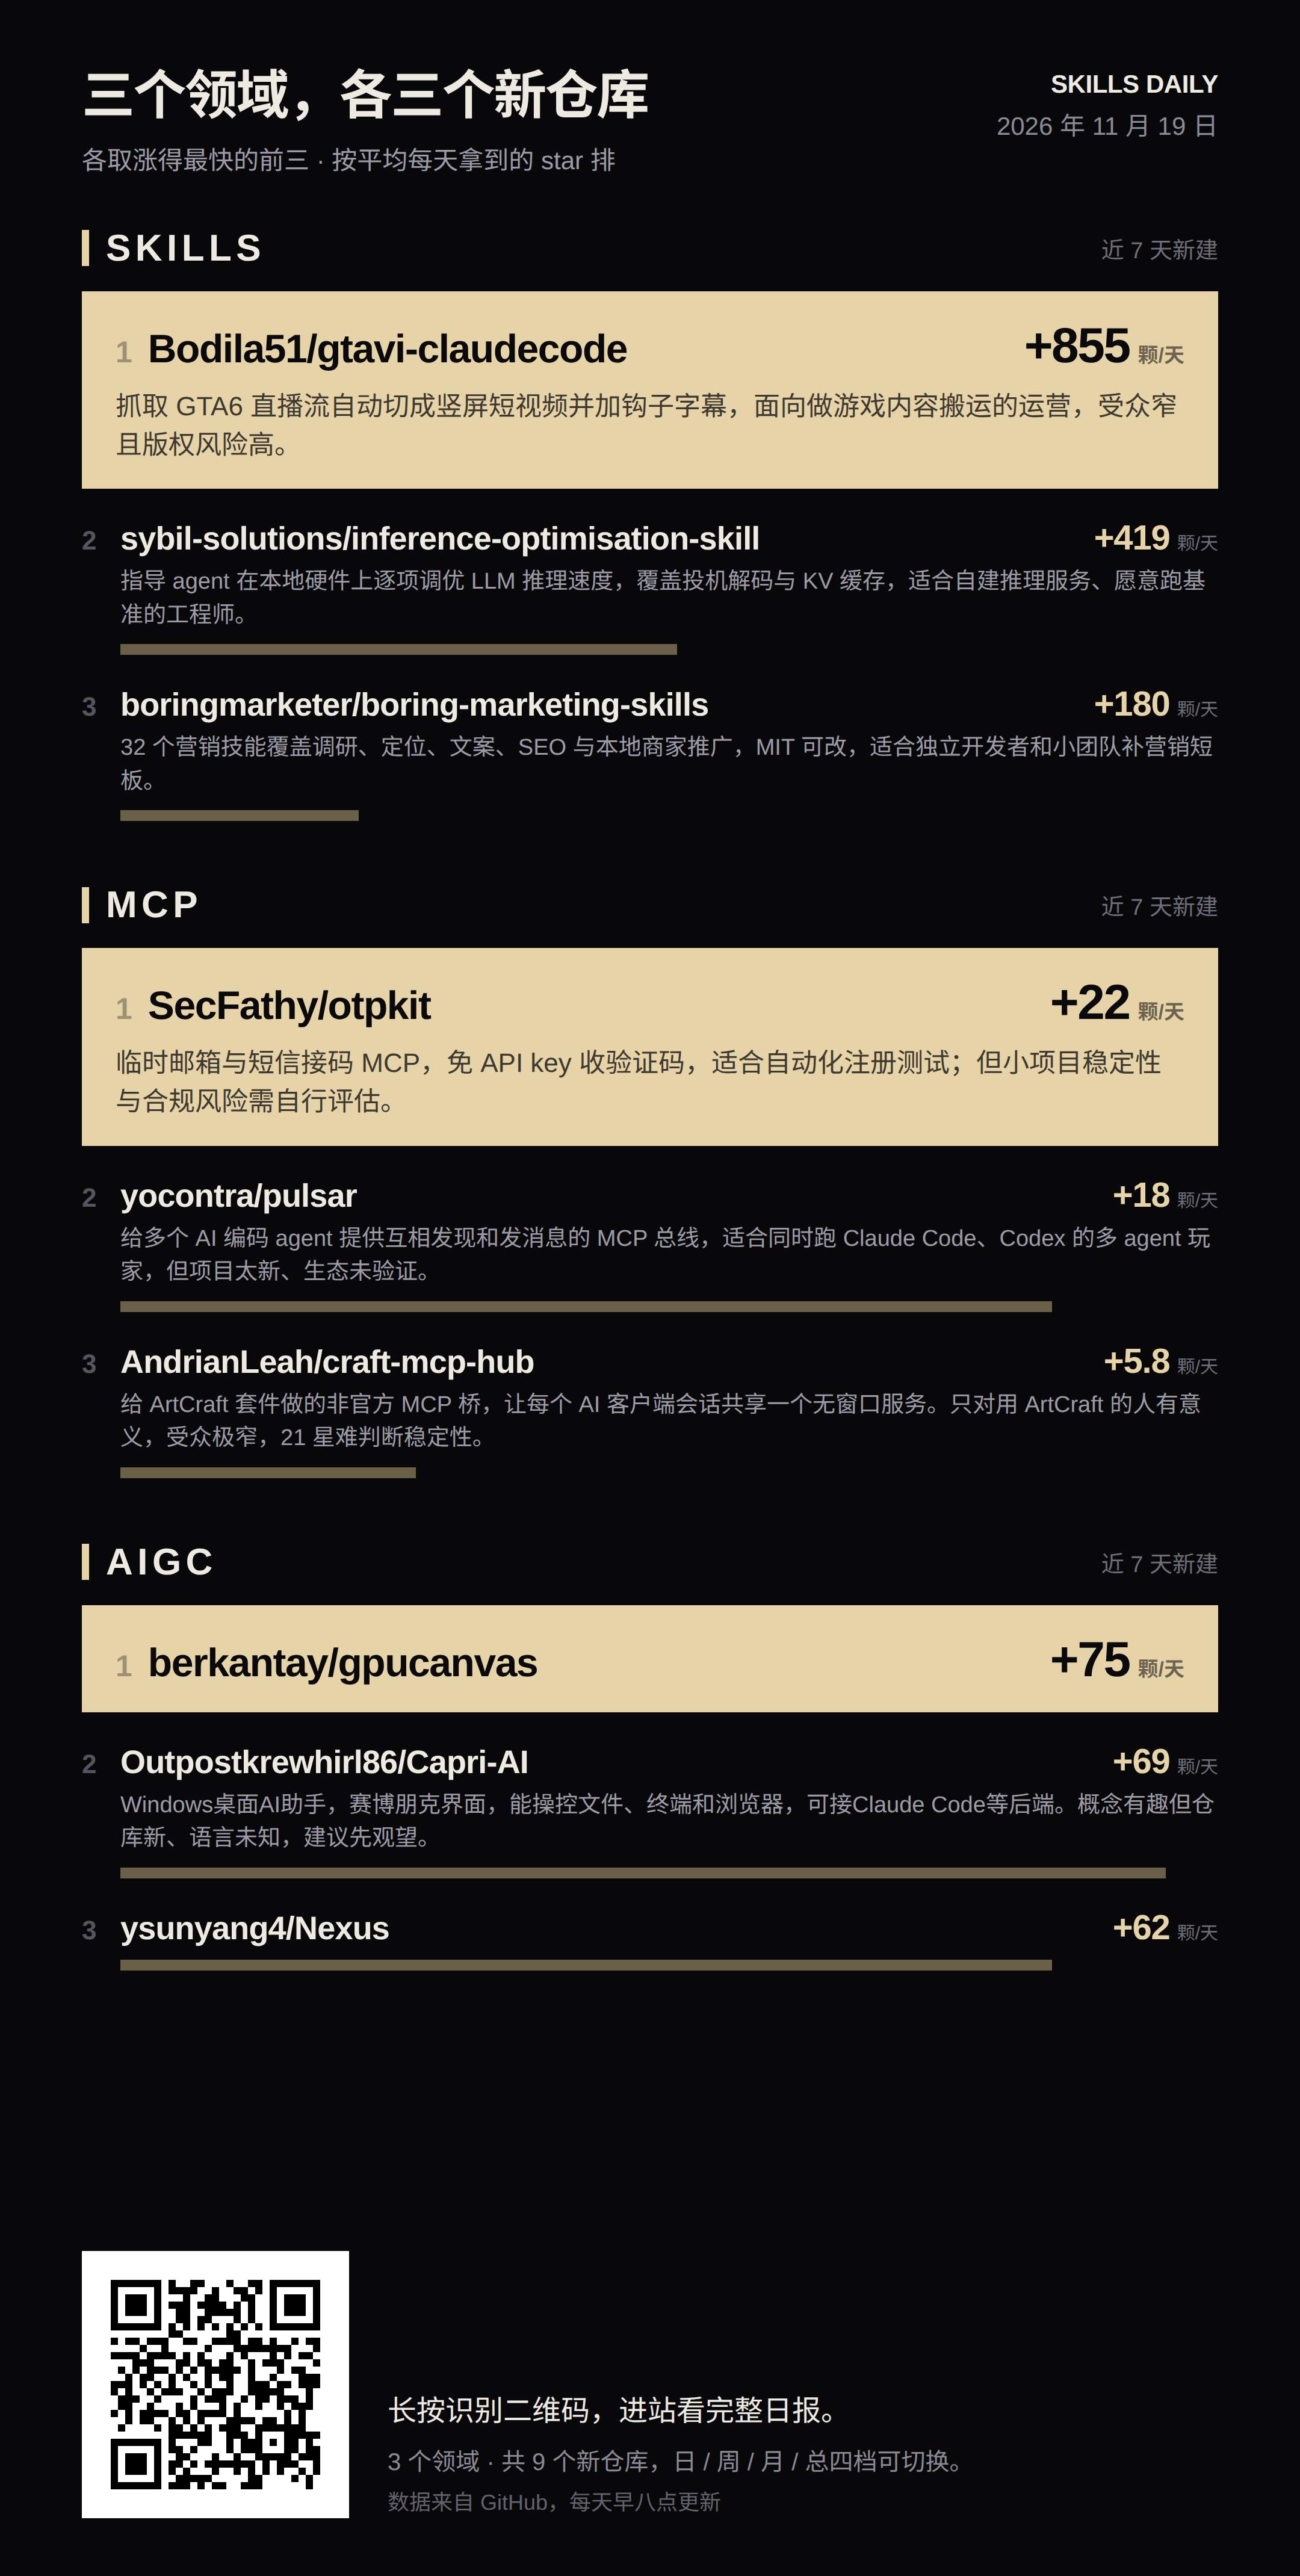 三个领域，各三个新仓库
SKILLS DAILY
2026 年 11 月 19 日
各取涨得最快的前三 · 按平均每天拿到的 star 排
SKILLS
近 7 天新建
1 Bodila51/gtavi-claudecode +855 颗/天
抓取 GTA6 直播流自动切成竖屏短视频并加钩子字幕，面向做游戏内容搬运的运营，受众窄
且版权风险高。
2 sybil-solutions/inference-optimisation-skill +419 颗/天
指导 agent 在本地硬件上逐项调优 LLM 推理速度，覆盖投机解码与 KV 缓存，适合自建推理服务、愿意跑基
准的工程师。
3 boringmarketer/boring-marketing-skills +180 颗/天
32 个营销技能覆盖调研、定位、文案、SEO 与本地商家推广，MIT 可改，适合独立开发者和小团队补营销短
板。
MCP
近 7 天新建
1 SecFathy/otpkit +22 颗/天
临时邮箱与短信接码 MCP，免 API key 收验证码，适合自动化注册测试；但小项目稳定性
与合规风险需自行评估。
2 yocontra/pulsar +18 颗/天
给多个 AI 编码 agent 提供互相发现和发消息的 MCP 总线，适合同时跑 Claude Code、Codex 的多 agent 玩
家，但项目太新、生态未验证。
3 AndrianLeah/craft-mcp-hub +5.8 颗/天
给 ArtCraft 套件做的非官方 MCP 桥，让每个 AI 客户端会话共享一个无窗口服务。只对用 ArtCraft 的人有意
义，受众极窄，21 星难判断稳定性。
AIGC
近 7 天新建
1 berkantay/gpucanvas +75 颗/天
2 Outpostkrewhirl86/Capri-AI +69 颗/天
Windows桌面AI助手，赛博朋克界面，能操控文件、终端和浏览器，可接Claude Code等后端。概念有趣但仓
库新、语言未知，建议先观望。
3 ysunyang4/Nexus +62 颗/天
长按识别二维码，进站看完整日报。
3 个领域 · 共 9 个新仓库，日 / 周 / 月 / 总四档可切换。
数据来自 GitHub，每天早八点更新